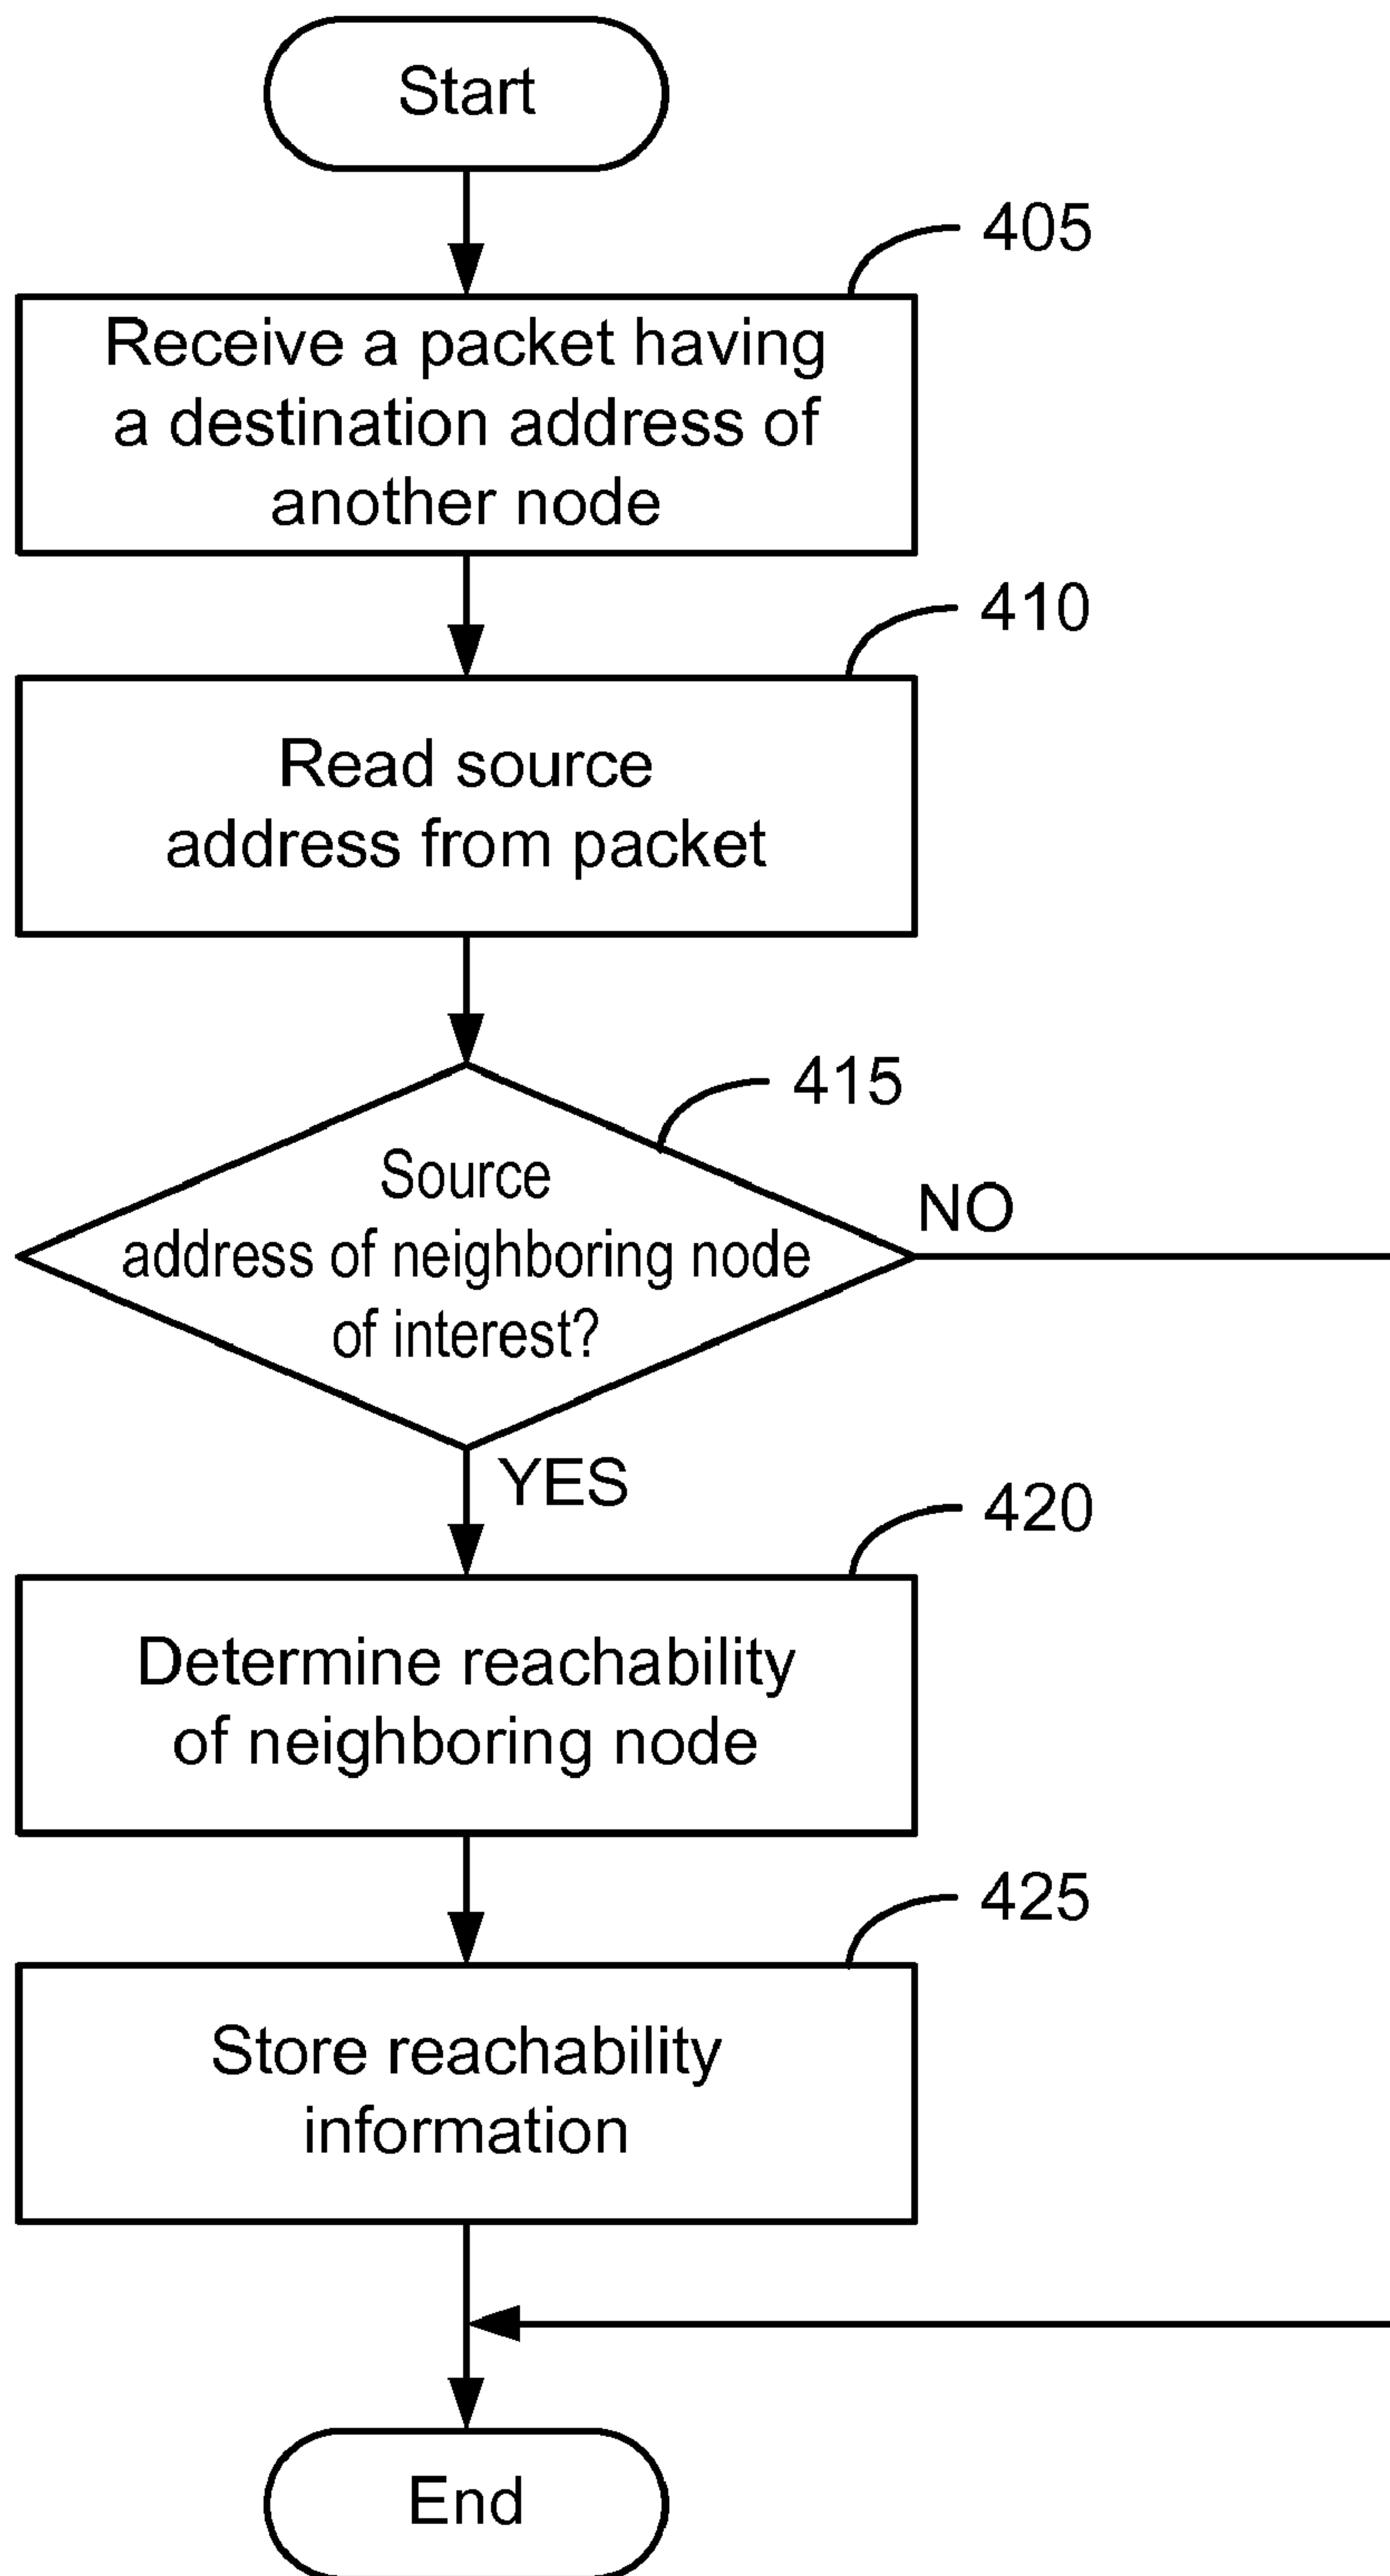 Start
405
Receive a packet having
a destination address of
another node
410
Read source
address from packet
415
Source
address of neighboring node
of interest?
NO
YES
420
Determine reachability
of neighboring node
425
Store reachability
information
End